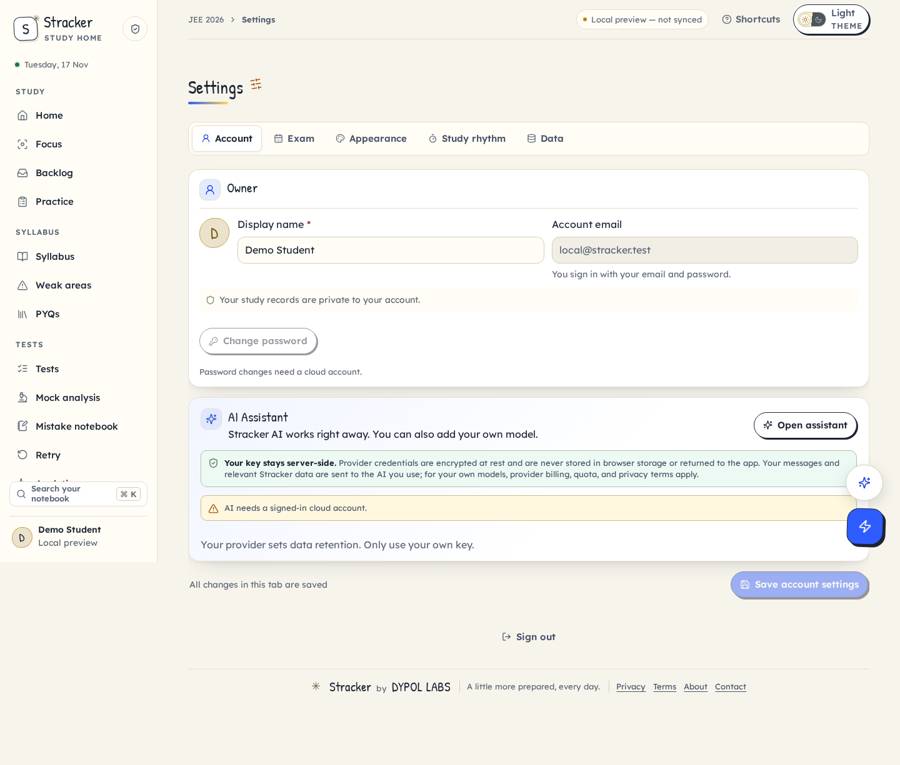 S
Stracker
STUDY HOME
Tuesday, 17 Nov
STUDY
Home
Focus
Backlog
Practice
SYLLABUS
Syllabus
Weak areas
PYQs
TESTS
Tests
Mock analysis
Mistake notebook
Retry
Search your
notebook
⌘ K
D
Demo Student
Local preview
JEE 2026 > Settings
Local preview — not synced
Shortcuts
Light
THEME
Settings
Account
Exam
Appearance
Study rhythm
Data
Owner
D
Display name *
Demo Student
Account email
local@stracker.test
You sign in with your email and password.
Your study records are private to your account.
Change password
Password changes need a cloud account.
AI Assistant
Stracker AI works right away. You can also add your own model.
Open assistant
Your key stays server-side. Provider credentials are encrypted at rest and are never stored in browser storage or returned to the app. Your messages and
relevant Stracker data are sent to the AI you use; for your own models, provider billing, quota, and privacy terms apply.
AI needs a signed-in cloud account.
Your provider sets data retention. Only use your own key.
All changes in this tab are saved
Save account settings
Sign out
Stracker by DYPOL LABS
A little more prepared, every day.
Privacy
Terms
About
Contact